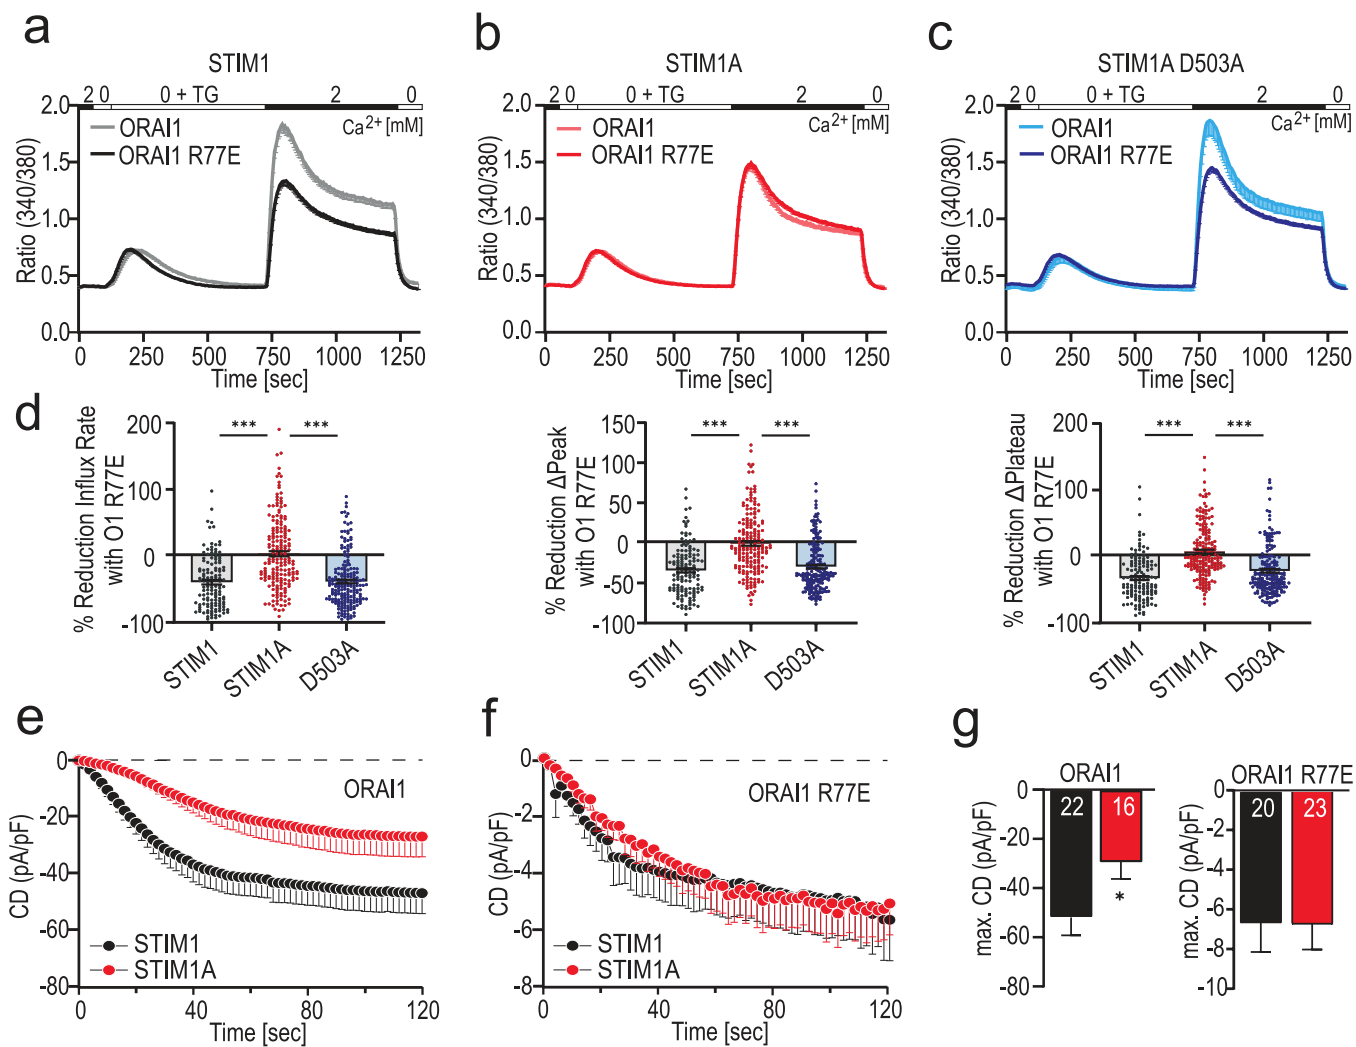 a
STIM1
2 0 0 + TG 2 0
Ca2+ [mM]
ORAI1
ORAI1 R77E
Ratio (340/380)
2.0
1.5
1.0
0.5
0.0
0 250 500 750 1000 1250
Time [sec]
b
STIM1A
2 0 0 + TG 2 0
Ca2+ [mM]
ORAI1
ORAI1 R77E
Ratio (340/380)
2.0
1.5
1.0
0.5
0.0
0 250 500 750 1000 1250
Time [sec]
c
STIM1A D503A
2 0 0 + TG 2 0
Ca2+ [mM]
ORAI1
ORAI1 R77E
Ratio (340/380)
2.0
1.5
1.0
0.5
0.0
0 250 500 750 1000 1250
Time [sec]
d
% Reduction Influx Rate
with O1 R77E
200
100
0
-100
*** ***
STIM1 STIM1A D503A
% Reduction ΔPeak
with O1 R77E
150
100
50
0
-50
-100
*** ***
STIM1 STIM1A D503A
% Reduction ΔPlateau
with O1 R77E
200
100
0
-100
*** ***
STIM1 STIM1A D503A
e
ORAI1
CD (pA/pF)
0
-20
-40
-60
-80
STIM1
STIM1A
0 40 80 120
Time [sec]
f
ORAI1 R77E
CD (pA/pF)
0
-2
-4
-6
-8
STIM1
STIM1A
0 40 80 120
Time [sec]
g
ORAI1
max. CD (pA/pF)
0
-20
-40
-60
-80
22 16
*
ORAI1 R77E
max. CD (pA/pF)
0
-2
-4
-6
-8
-10
20 23